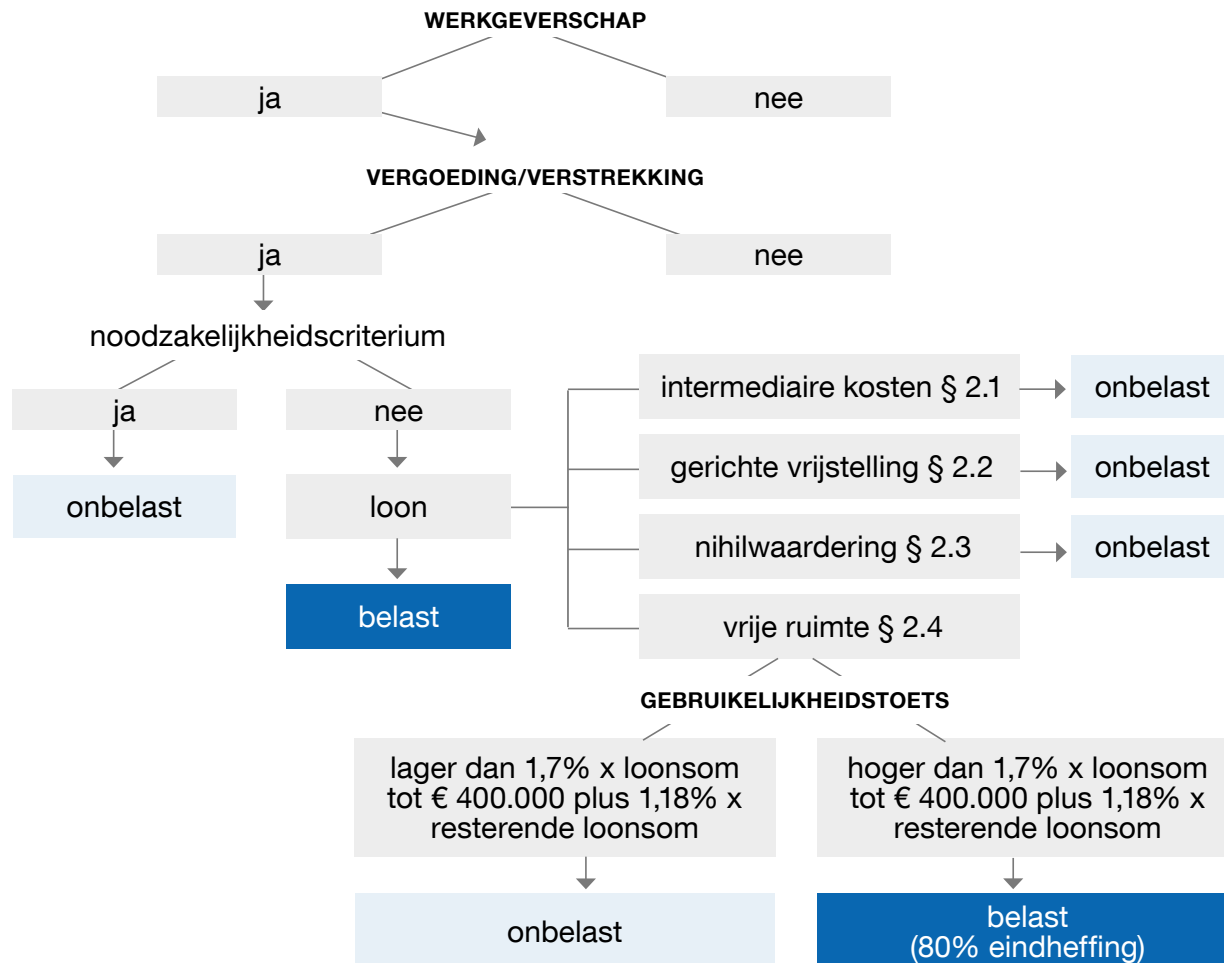 WERKGEVERSCHAP
ja
nee
VERGOEDING/VERSTREKKING
ja
nee
noodzakelijkheidscriterium
ja
nee
onbelast
loon
belast
intermediaire kosten § 2.1
onbelast
gerichte vrijstelling § 2.2
onbelast
nihilwaardering § 2.3
onbelast
vrije ruimte § 2.4
GEBRUIKELIJKHEIDSTOETS
lager dan 1,7% x loonsom
tot € 400.000 plus 1,18% x
resterende loonsom
hoger dan 1,7% x loonsom
tot € 400.000 plus 1,18% x
resterende loonsom
onbelast
belast
(80% eindheffing)